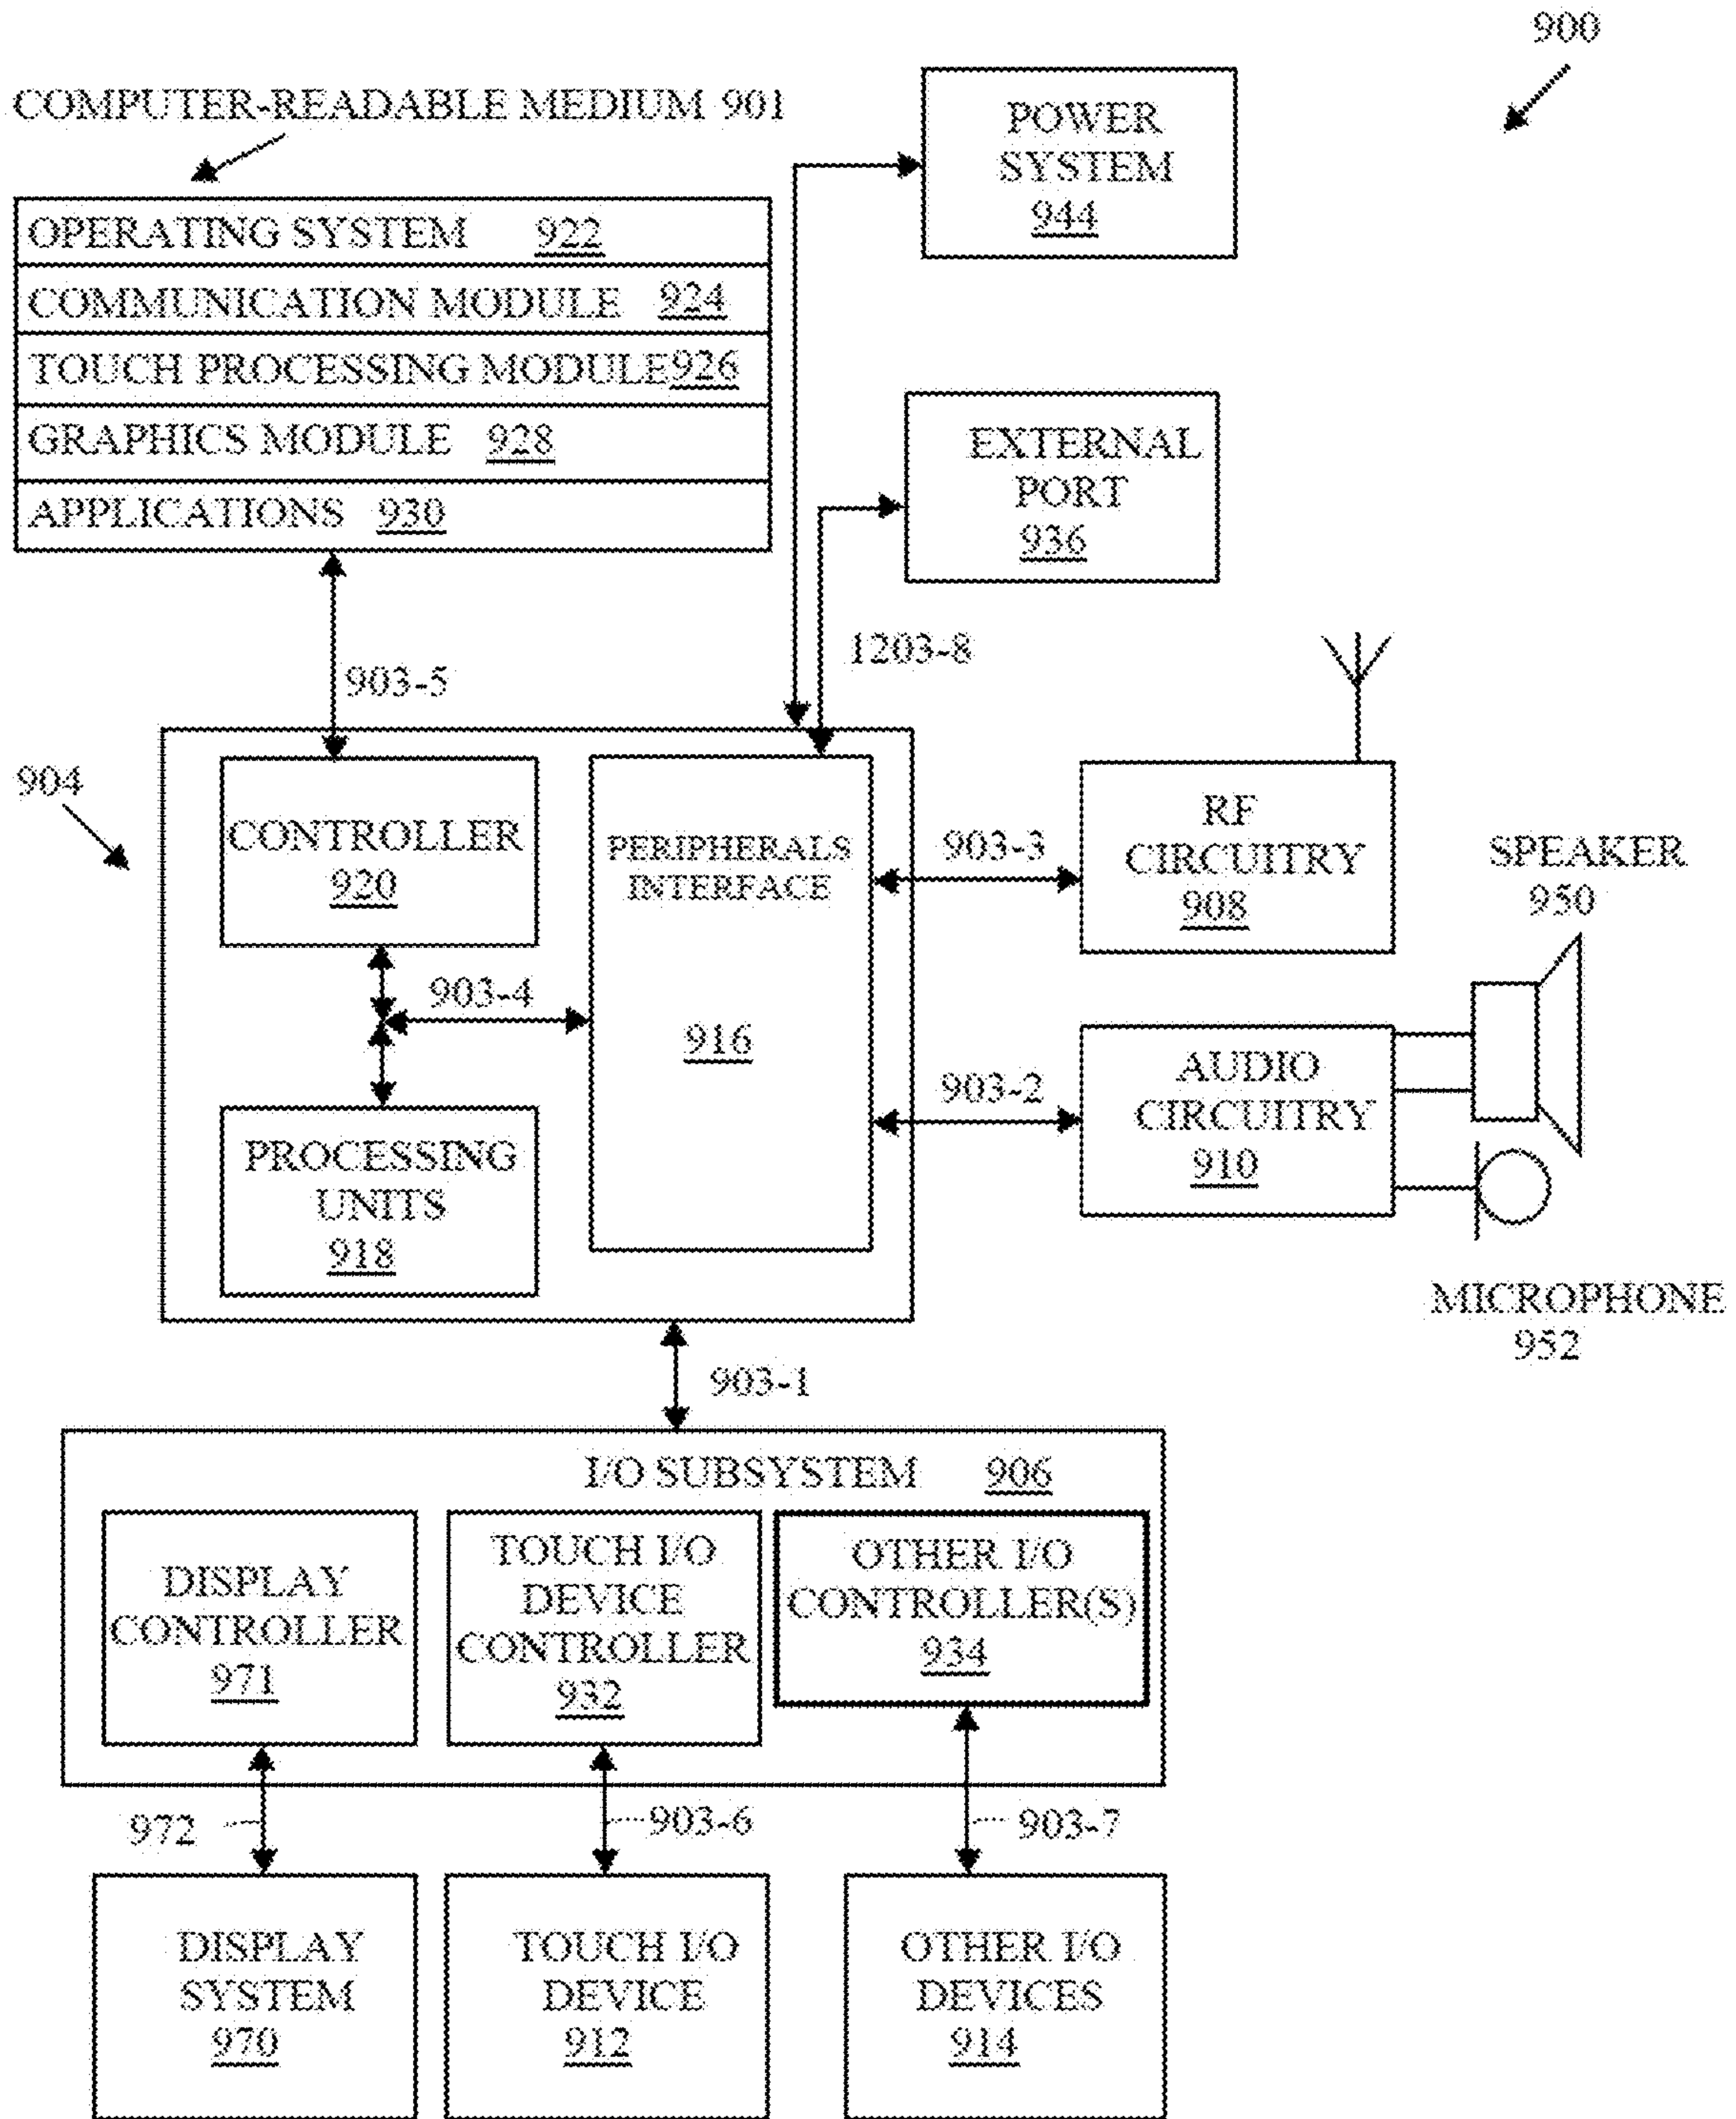 900
COMPUTER-READABLE MEDIUM 901
POWER
SYSTEM
944
OPERATING SYSTEM 922
COMMUNICATION MODULE 924
TOUCH PROCESSING MODULE926
GRAPHICS MODULE 928
APPLICATIONS 930
EXTERNAL
PORT
936
1203-8
903-5
904
CONTROLLER
920
PERIPHERALS
INTERFACE
916
903-4
PROCESSING
UNITS
918
903-3
RF
CIRCUITRY
908
SPEAKER
950
903-2
AUDIO
CIRCUITRY
910
MICROPHONE
952
903-1
I/O SUBSYSTEM 906
DISPLAY
CONTROLLER
971
TOUCH I/O
DEVICE
CONTROLLER
932
OTHER I/O
CONTROLLER(S)
934
972
903-6
903-7
DISPLAY
SYSTEM
970
TOUCH I/O
DEVICE
912
OTHER I/O
DEVICES
914